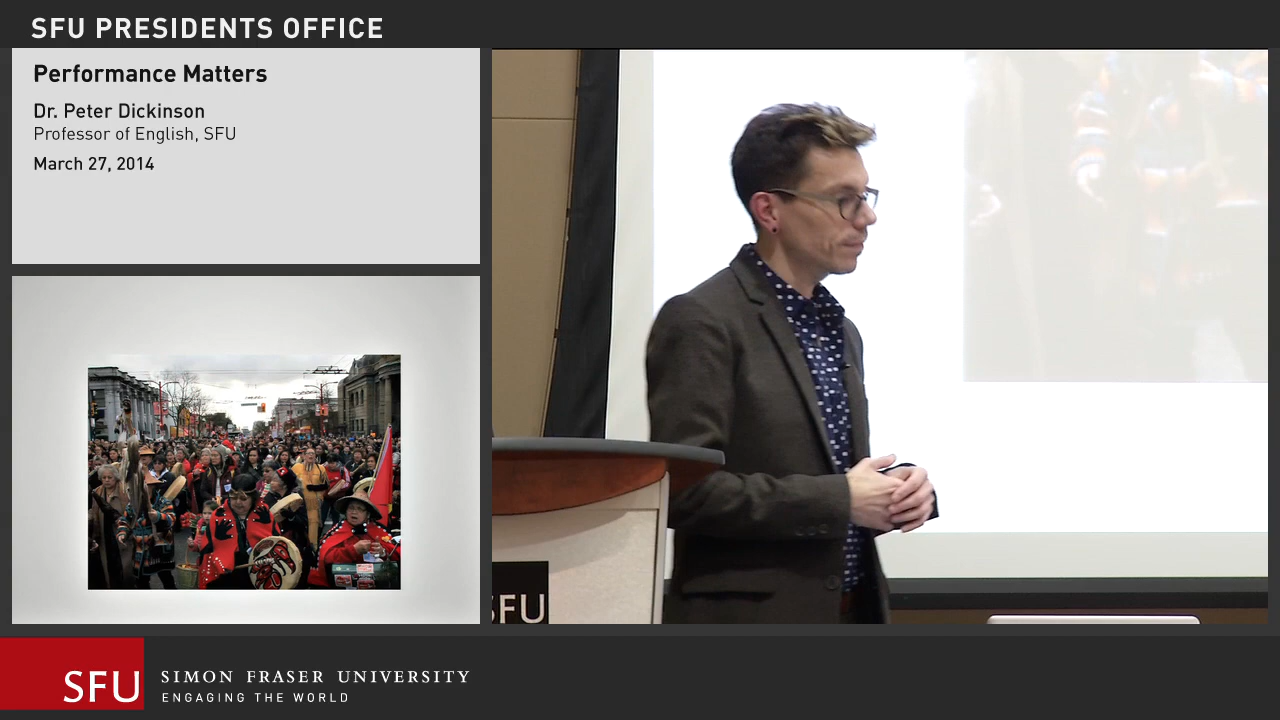 SFU PRESIDENTS OFFICE
Performance Matters
Dr. Peter Dickinson
Professor of English, SFU
March 27, 2014
SFU
SFU
SIMON FRASER UNIVERSITY
ENGAGING THE WORLD